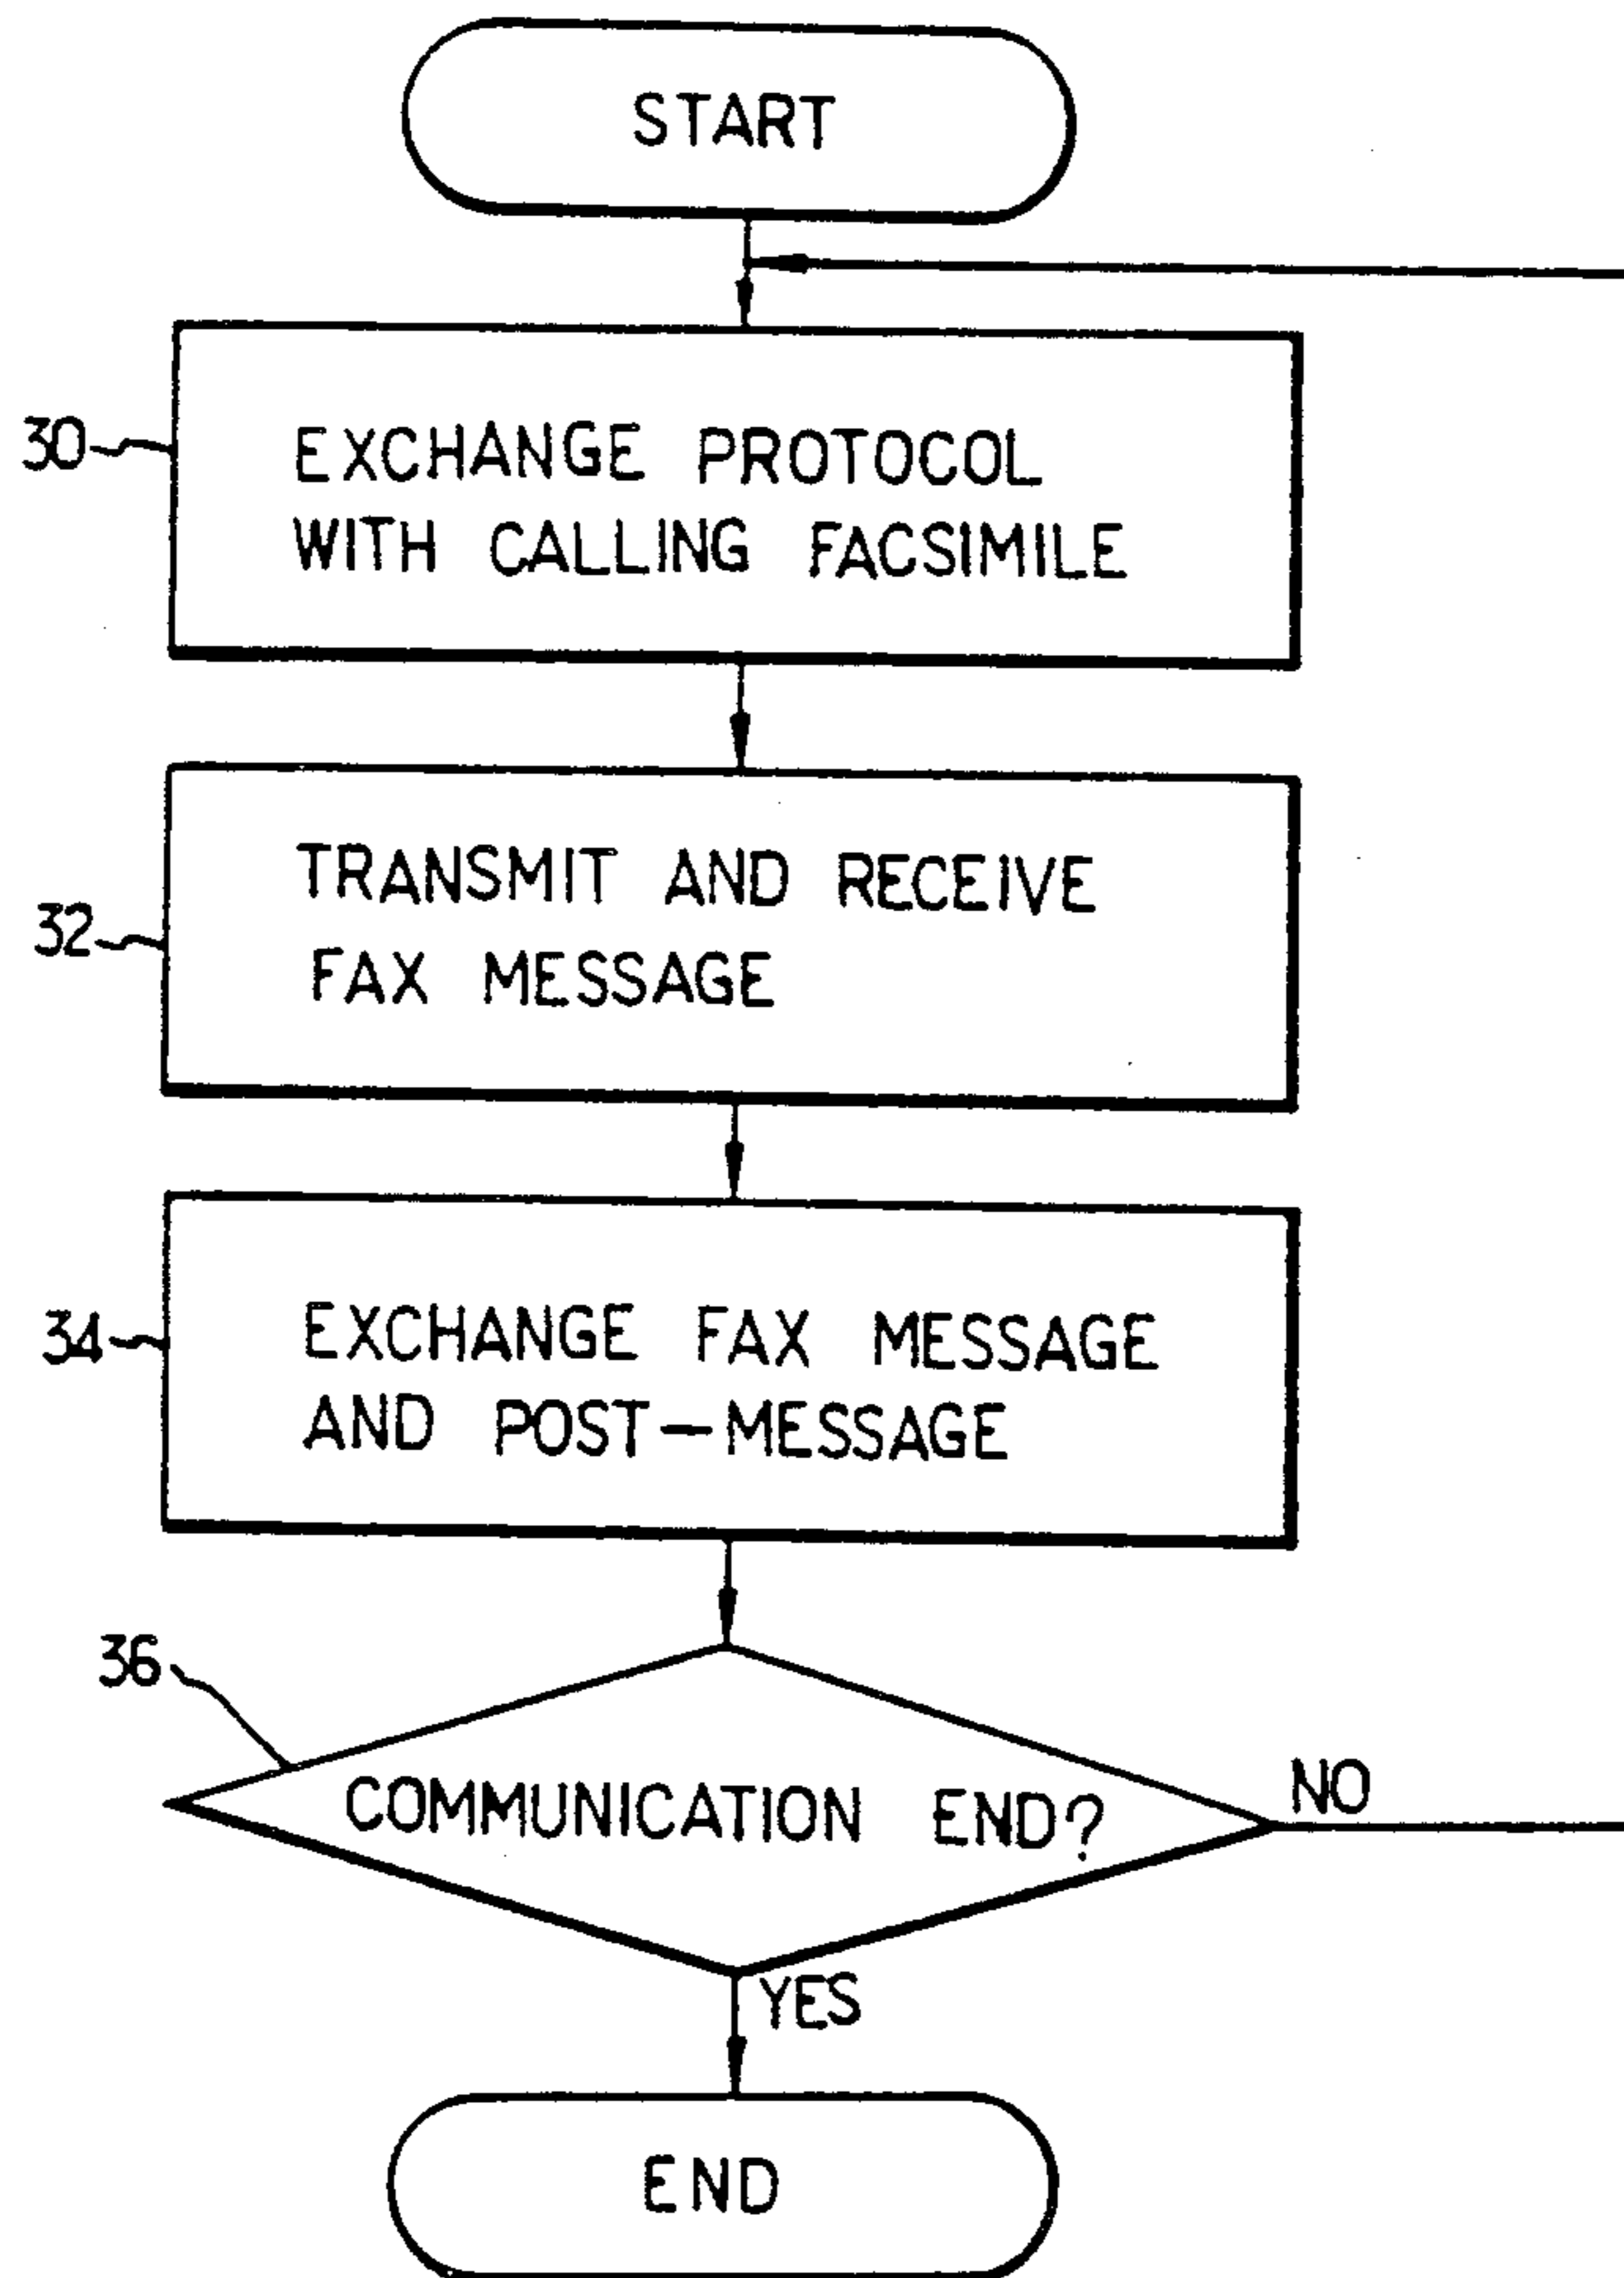 START
30
EXCHANGE PROTOCOL
WITH CALLING FACSIMILE
32
TRANSMIT AND RECEIVE
FAX MESSAGE
34
EXCHANGE FAX MESSAGE
AND POST-MESSAGE
36
COMMUNICATION END?
NO
YES
END